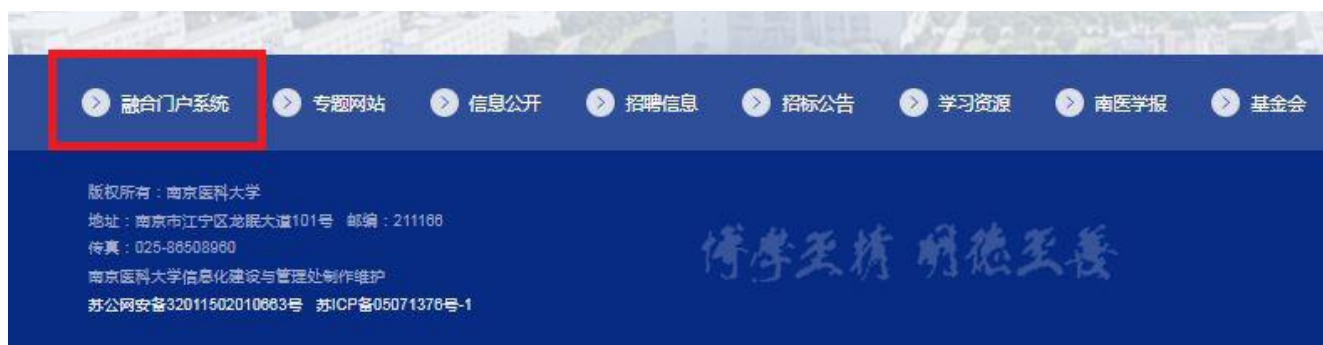 融合门户系统 专题网站 信息公开 招聘信息 招标公告 学习资源 南医学报 基金会
版权所有：南京医科大学
地址：南京市江宁区龙眠大道101号 邮编：211166
传真：025-86508960
南京医科大学信息化建设与管理处制作维护
苏公网安备32011502010663号 苏ICP备05071376号-1
博学至精 明德至善